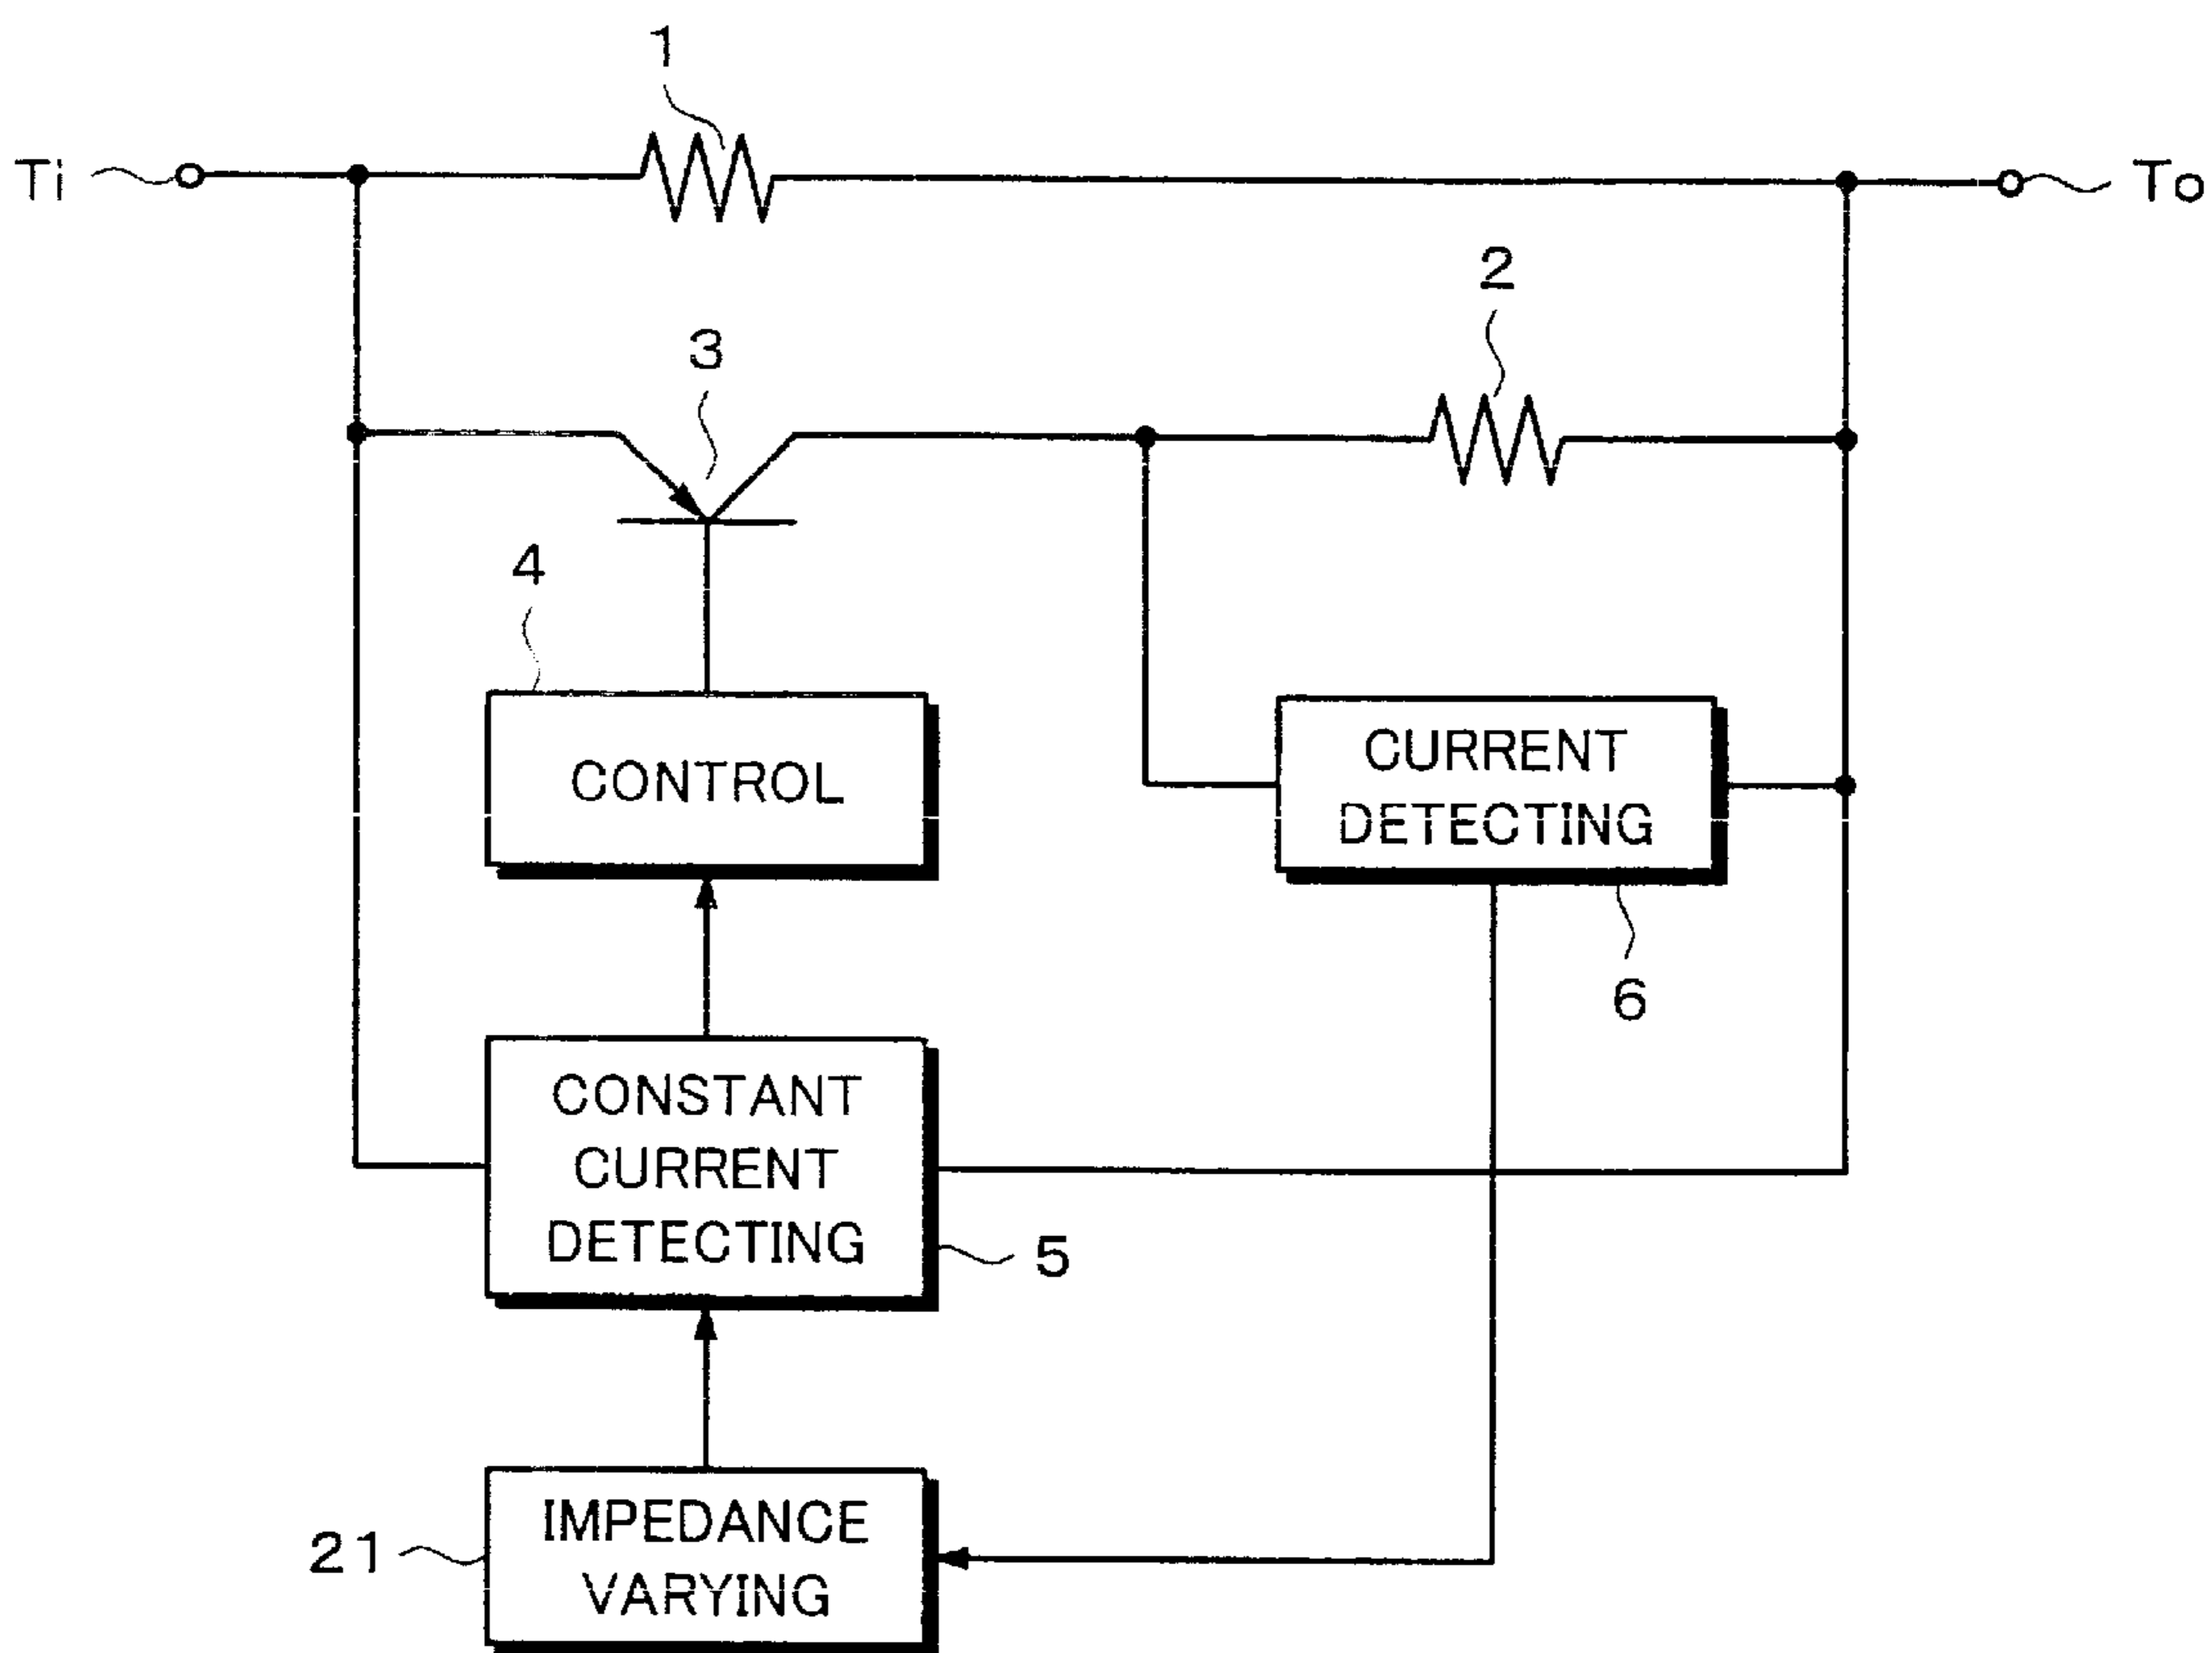 1
Ti
To
2
3
4
CONTROL
CURRENT
DETECTING
6
CONSTANT
CURRENT
DETECTING
5
IMPEDANCE
VARYING
21